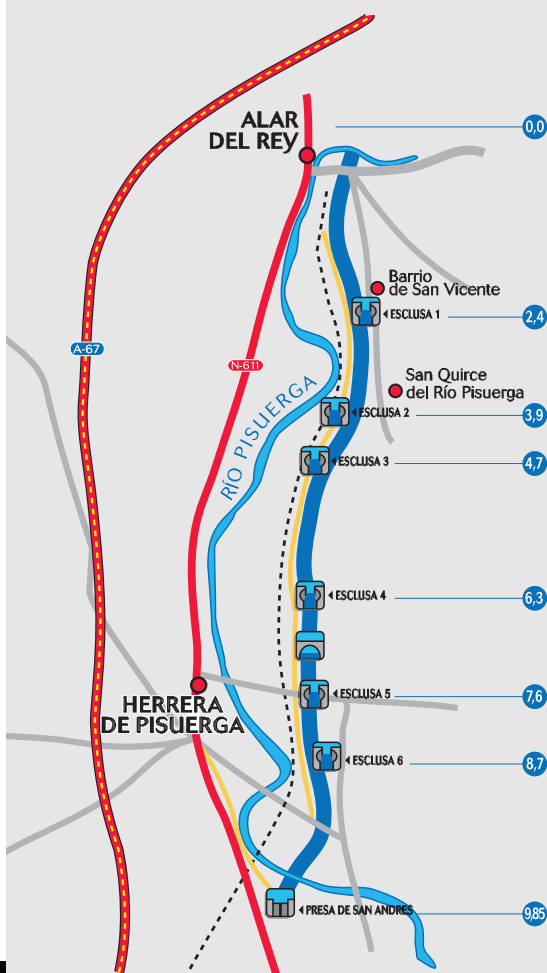 ALAR
DEL REY
0,0
Barrio
de San Vicente
ESCLUSA 1
2,4
A-67
N-611
San Quirce
del Río Pisuerga
RÍO PISUERGA
ESCLUSA 2
3,9
ESCLUSA 3
4,7
ESCLUSA 4
6,3
ESCLUSA 5
7,6
HERRERA
DE PISUERGA
ESCLUSA 6
8,7
PRESA DE SAN ANDRES
9,85